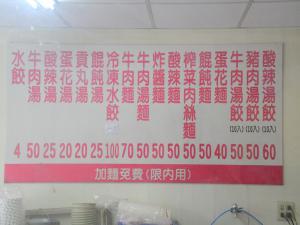 酸辣湯餃(10入) 60
豬肉湯餃(10入) 50
牛肉湯餃(10入) 50
蛋花麵 40
餛飩麵 50
榨菜肉絲麵 50
酸辣麵 50
炸醬麵 50
牛肉湯麵 50
牛肉麵 70
冷凍水餃 100
餛飩湯 25
貢丸湯 20
蛋花湯 20
酸辣湯 25
牛肉湯 50
水餃 4
加麵免費(限內用)